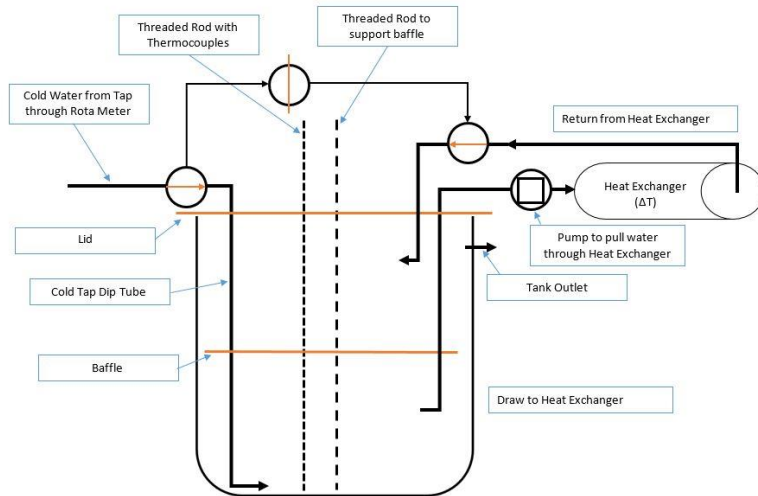 Threaded Rod with
Thermocouples
Threaded Rod to
support baffle
Cold Water from Tap
through Rota Meter
Return from Heat Exchanger
Heat Exchanger
(ΔT)
Lid
Pump to pull water
through Heat Exchanger
Cold Tap Dip Tube
Tank Outlet
Baffle
Draw to Heat Exchanger